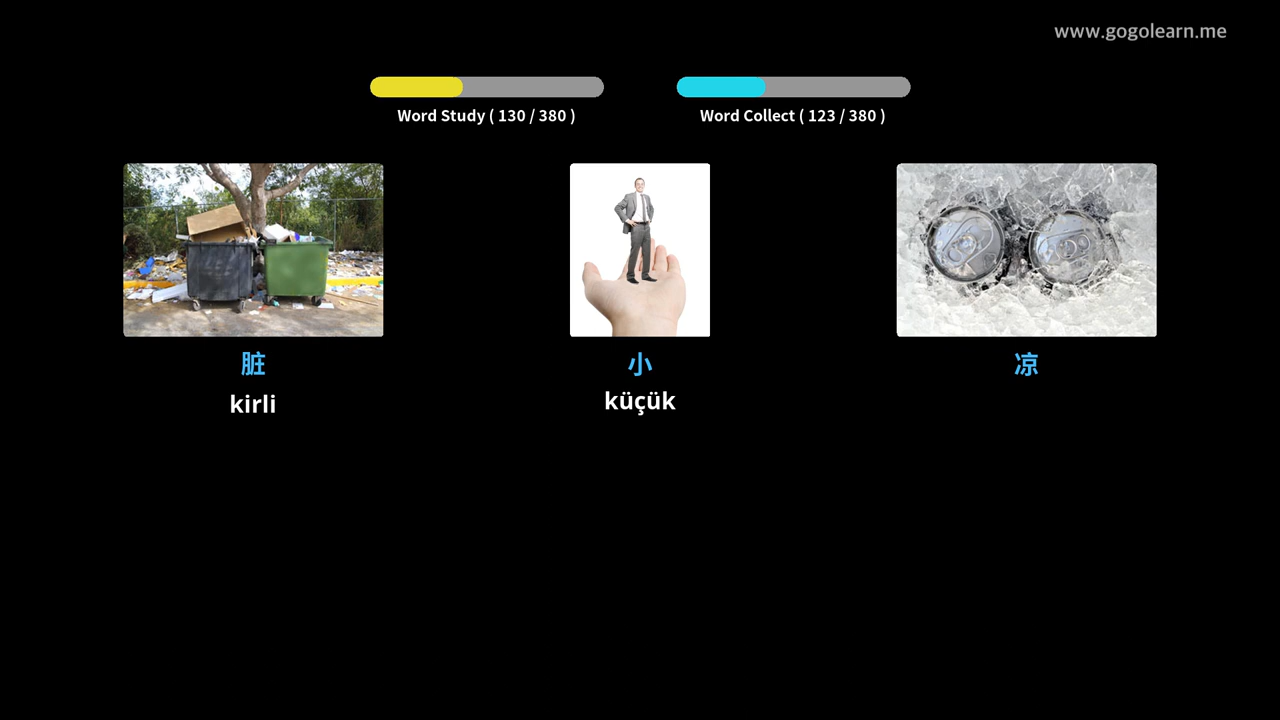 www.gogolearn.me
Word Study ( 130 / 380 )
Word Collect ( 123 / 380 )
脏
小
凉
kirli
küçük